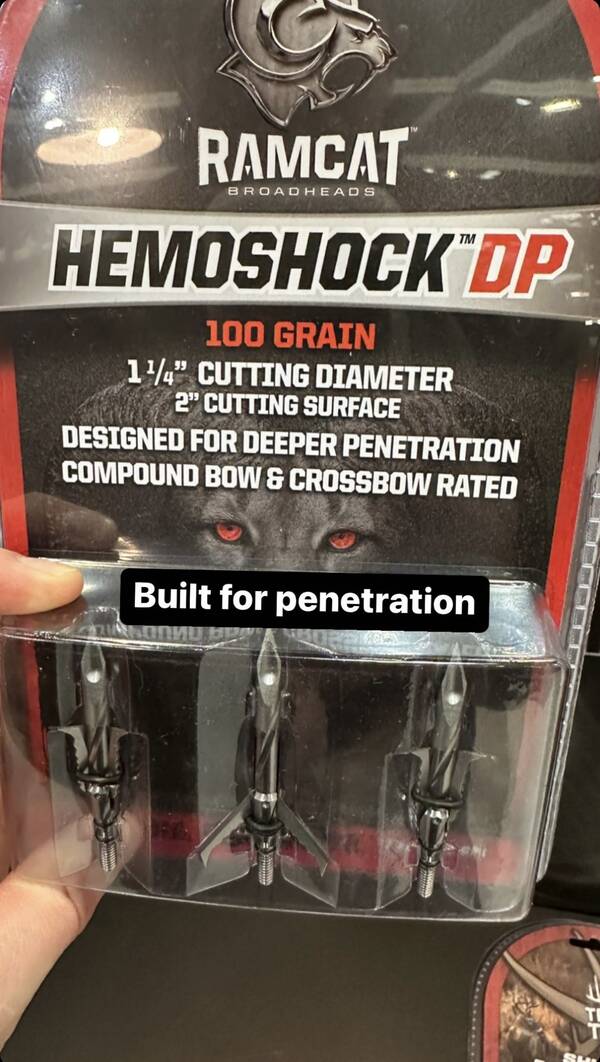 RAMCAT™
BROADHEADS
HEMOSHOCK™ DP
100 GRAIN
1 1/4" CUTTING DIAMETER
2" CUTTING SURFACE
DESIGNED FOR DEEPER PENETRATION
COMPOUND BOW & CROSSBOW RATED
Built for penetration